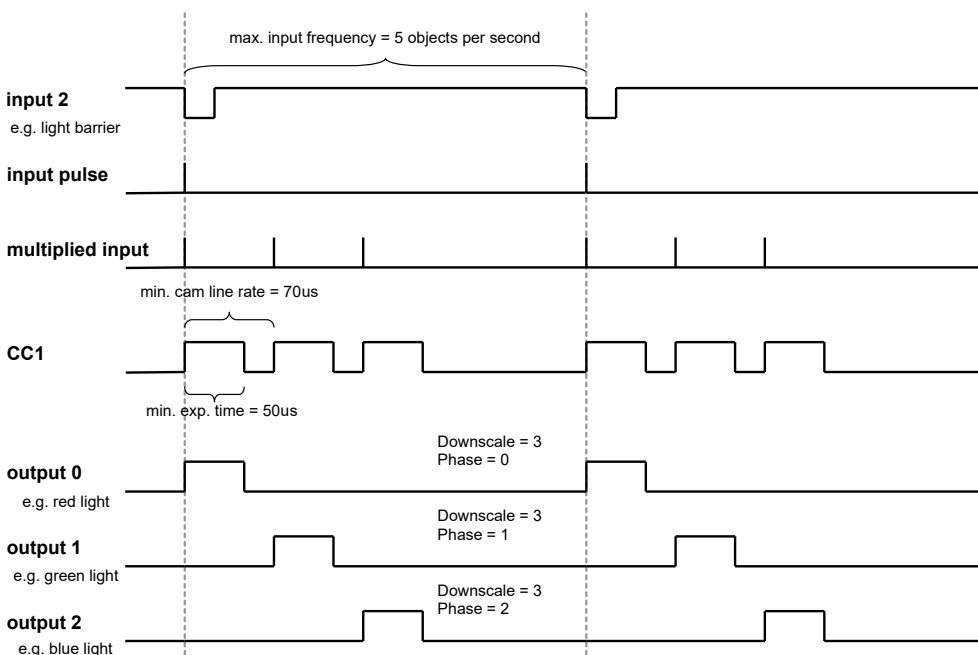 max. input frequency = 5 objects per second
input 2
e.g. light barrier
input pulse
multiplied input
min. cam line rate = 70us
CC1
min. exp. time = 50us
Downscale = 3
Phase = 0
output 0
e.g. red light
Downscale = 3
Phase = 1
output 1
e.g. green light
Downscale = 3
Phase = 2
output 2
e.g. blue light